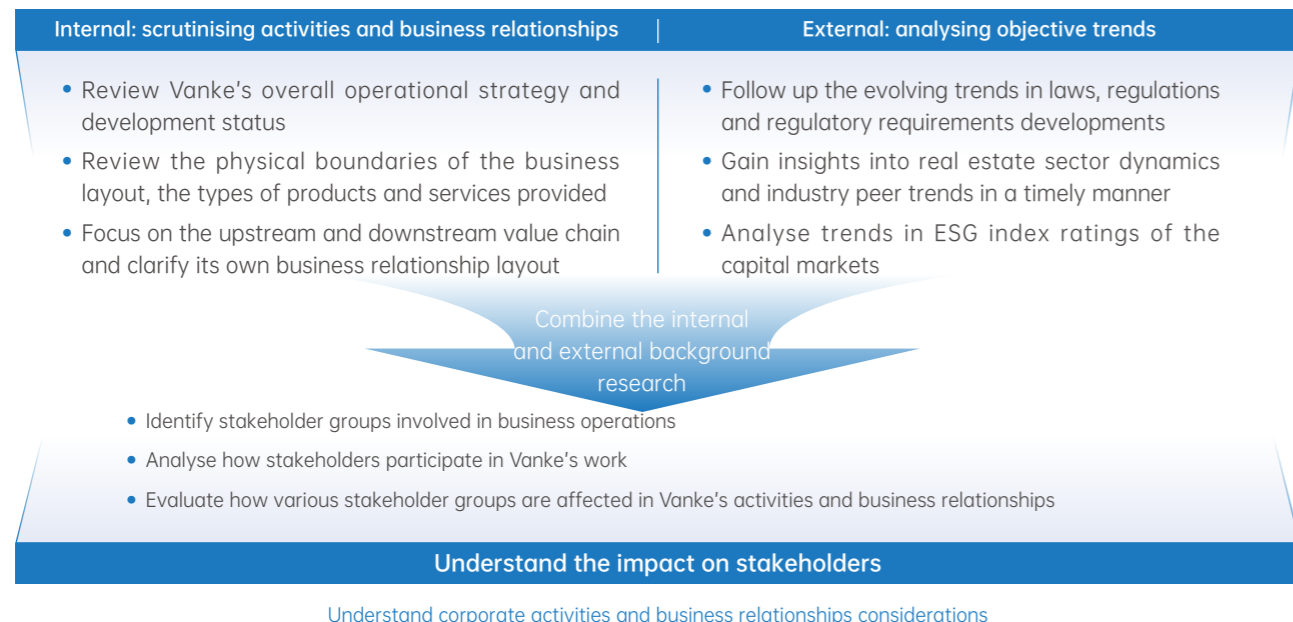 Internal: scrutinising activities and business relationships
External: analysing objective trends
• Review Vanke's overall operational strategy and
development status
• Review the physical boundaries of the business
layout, the types of products and services provided
• Focus on the upstream and downstream value chain
and clarify its own business relationship layout
• Follow up the evolving trends in laws, regulations
and regulatory requirements developments
• Gain insights into real estate sector dynamics
and industry peer trends in a timely manner
• Analyse trends in ESG index ratings of the
capital markets
Combine the internal
and external background
research
• Identify stakeholder groups involved in business operations
• Analyse how stakeholders participate in Vanke's work
• Evaluate how various stakeholder groups are affected in Vanke's activities and business relationships
Understand the impact on stakeholders
Understand corporate activities and business relationships considerations